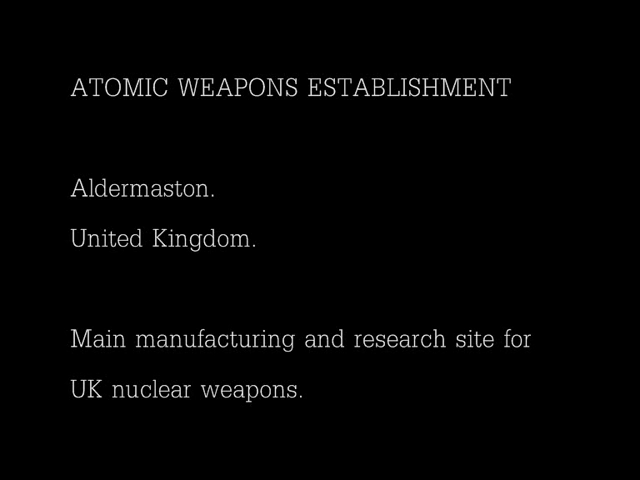 ATOMIC WEAPONS ESTABLISHMENT
Aldermaston.
United Kingdom.
Main manufacturing and research site for
UK nuclear weapons.